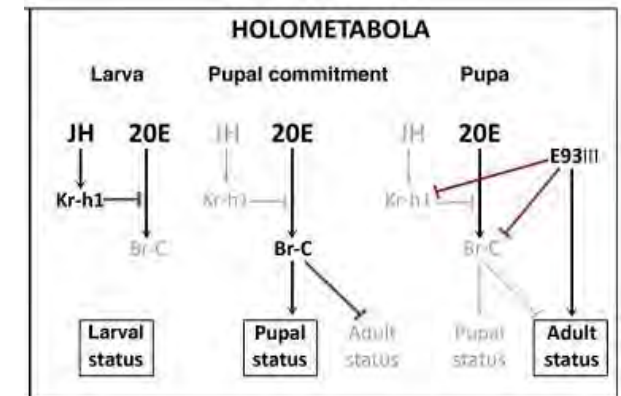 HOLOMETABOLA
Larva Pupal commitment Pupa
JH 20E JH 20E JH 20E
E93
Kr-h1 Kr-h1 Kr-h1
Br-C Br-C Br-C
Larval status
Pupal status
Adult status
Pupal status
Adult status